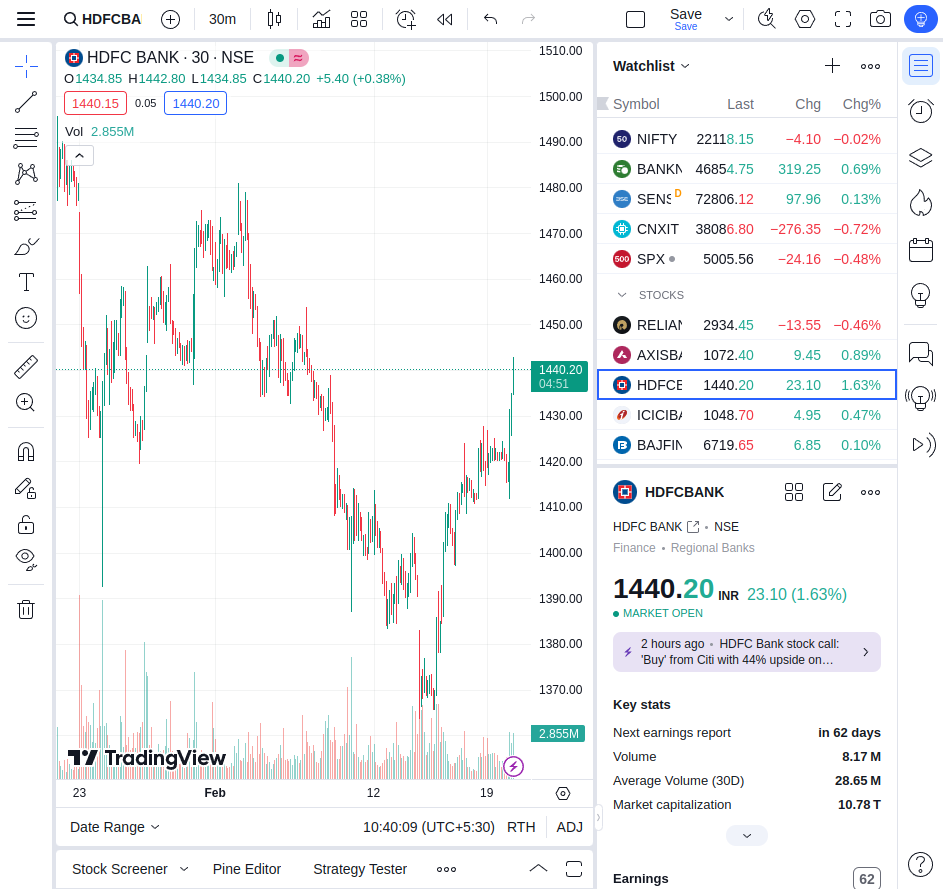 HDFCBA
30m
Save
Save
HDFC BANK · 30 · NSE
O1434.85 H1442.80 L1434.85 C1440.20 +5.40 (+0.38%)
1440.15 0.05 1440.20
Vol 2.855M
1510.00
1500.00
1490.00
1480.00
1470.00
1460.00
1450.00
1440.20
04:51
1430.00
1420.00
1410.00
1400.00
1390.00
1380.00
1370.00
2.855M
TradingView
23 Feb 12 19
Date Range
10:40:09 (UTC+5:30) RTH ADJ
Stock Screener Pine Editor Strategy Tester
Watchlist
Symbol Last Chg Chg%
50 NIFTY 22118.15 −4.10 −0.02%
BANKN 46854.75 319.25 0.69%
SENS D 72806.12 97.96 0.13%
CNXIT 38086.80 −276.35 −0.72%
500 SPX 5005.56 −24.16 −0.48%
STOCKS
RELIAN 2934.45 −13.55 −0.46%
AXISBA 1072.40 9.45 0.89%
HDFCB 1440.20 23.10 1.63%
ICICIBA 1048.70 4.95 0.47%
BAJFIN 6719.65 6.85 0.10%
HDFCBANK
HDFC BANK • NSE
Finance • Regional Banks
1440.20 INR 23.10 (1.63%)
MARKET OPEN
2 hours ago • HDFC Bank stock call:
'Buy' from Citi with 44% upside on…
Key stats
Next earnings report in 62 days
Volume 8.17 M
Average Volume (30D) 28.65 M
Market capitalization 10.78 T
Earnings 62